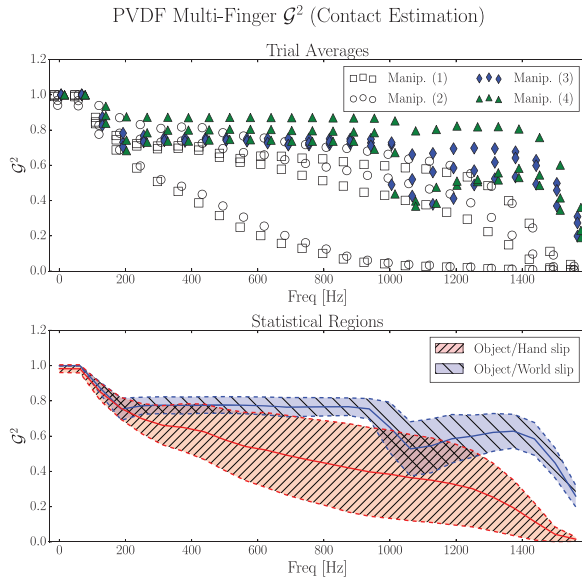 PVDF Multi-Finger 𝒢² (Contact Estimation)
Trial Averages
Manip. (1) Manip. (3)
Manip. (2) Manip. (4)
1.2
1.0
0.8
0.6
0.4
0.2
0.0
𝒢²
0 200 400 600 800 1000 1200 1400
Freq [Hz]
Statistical Regions
Object/Hand slip
Object/World slip
1.2
1.0
0.8
0.6
0.4
0.2
0.0
𝒢²
0 200 400 600 800 1000 1200 1400
Freq [Hz]